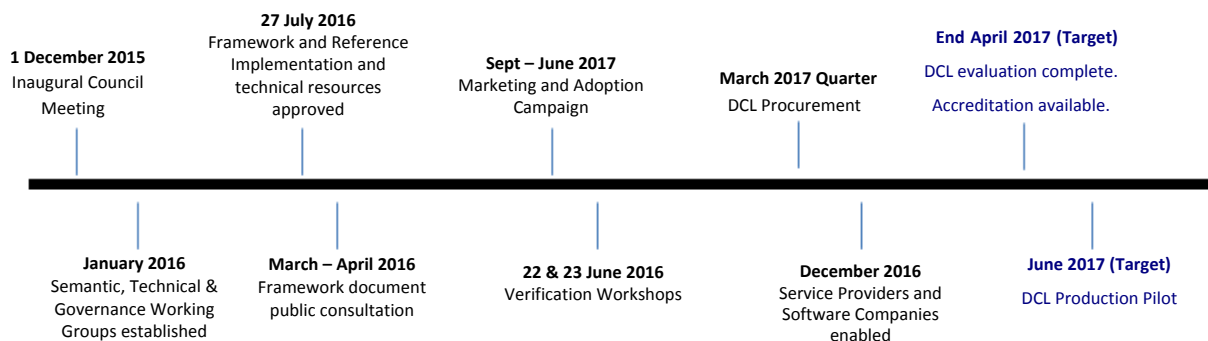 1 December 2015
Inaugural Council
Meeting
27 July 2016
Framework and Reference
Implementation and
technical resources
approved
Sept – June 2017
Marketing and Adoption
Campaign
March 2017 Quarter
DCL Procurement
End April 2017 (Target)
DCL evaluation complete.
Accreditation available.
January 2016
Semantic, Technical &
Governance Working
Groups established
March – April 2016
Framework document
public consultation
22 & 23 June 2016
Verification Workshops
December 2016
Service Providers and
Software Companies
enabled
June 2017 (Target)
DCL Production Pilot